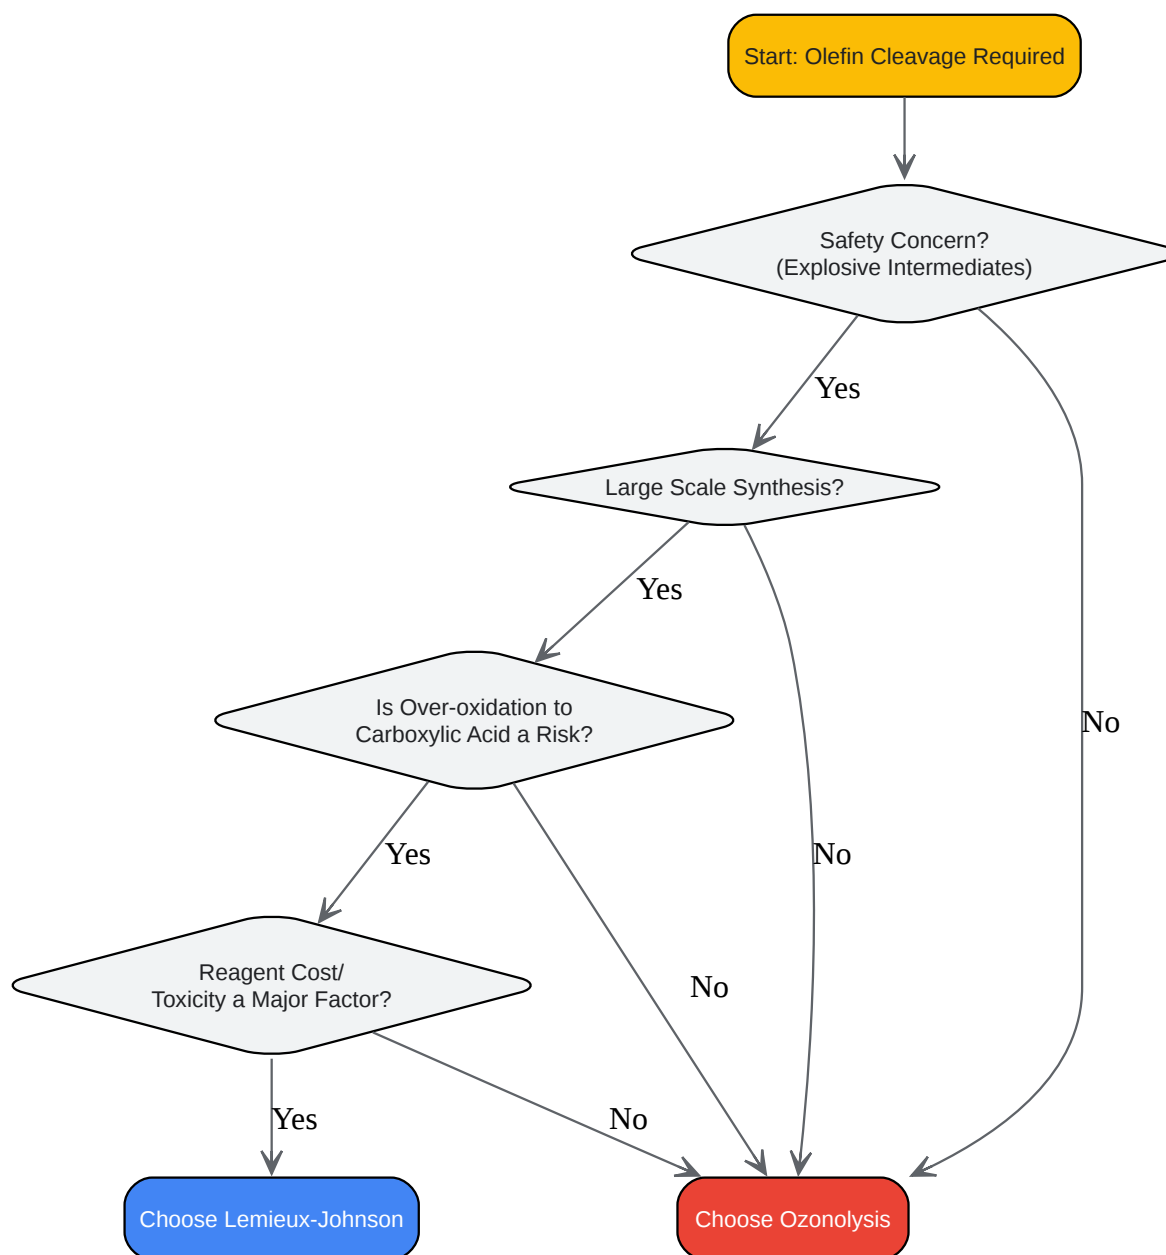 Start: Olefin Cleavage Required
Safety Concern?
(Explosive Intermediates)
Yes
Large Scale Synthesis?
Yes
Is Over-oxidation to
Carboxylic Acid a Risk?
No
Yes
No
Reagent Cost/
Toxicity a Major Factor?
No
Yes
No
Choose Lemieux-Johnson
Choose Ozonolysis